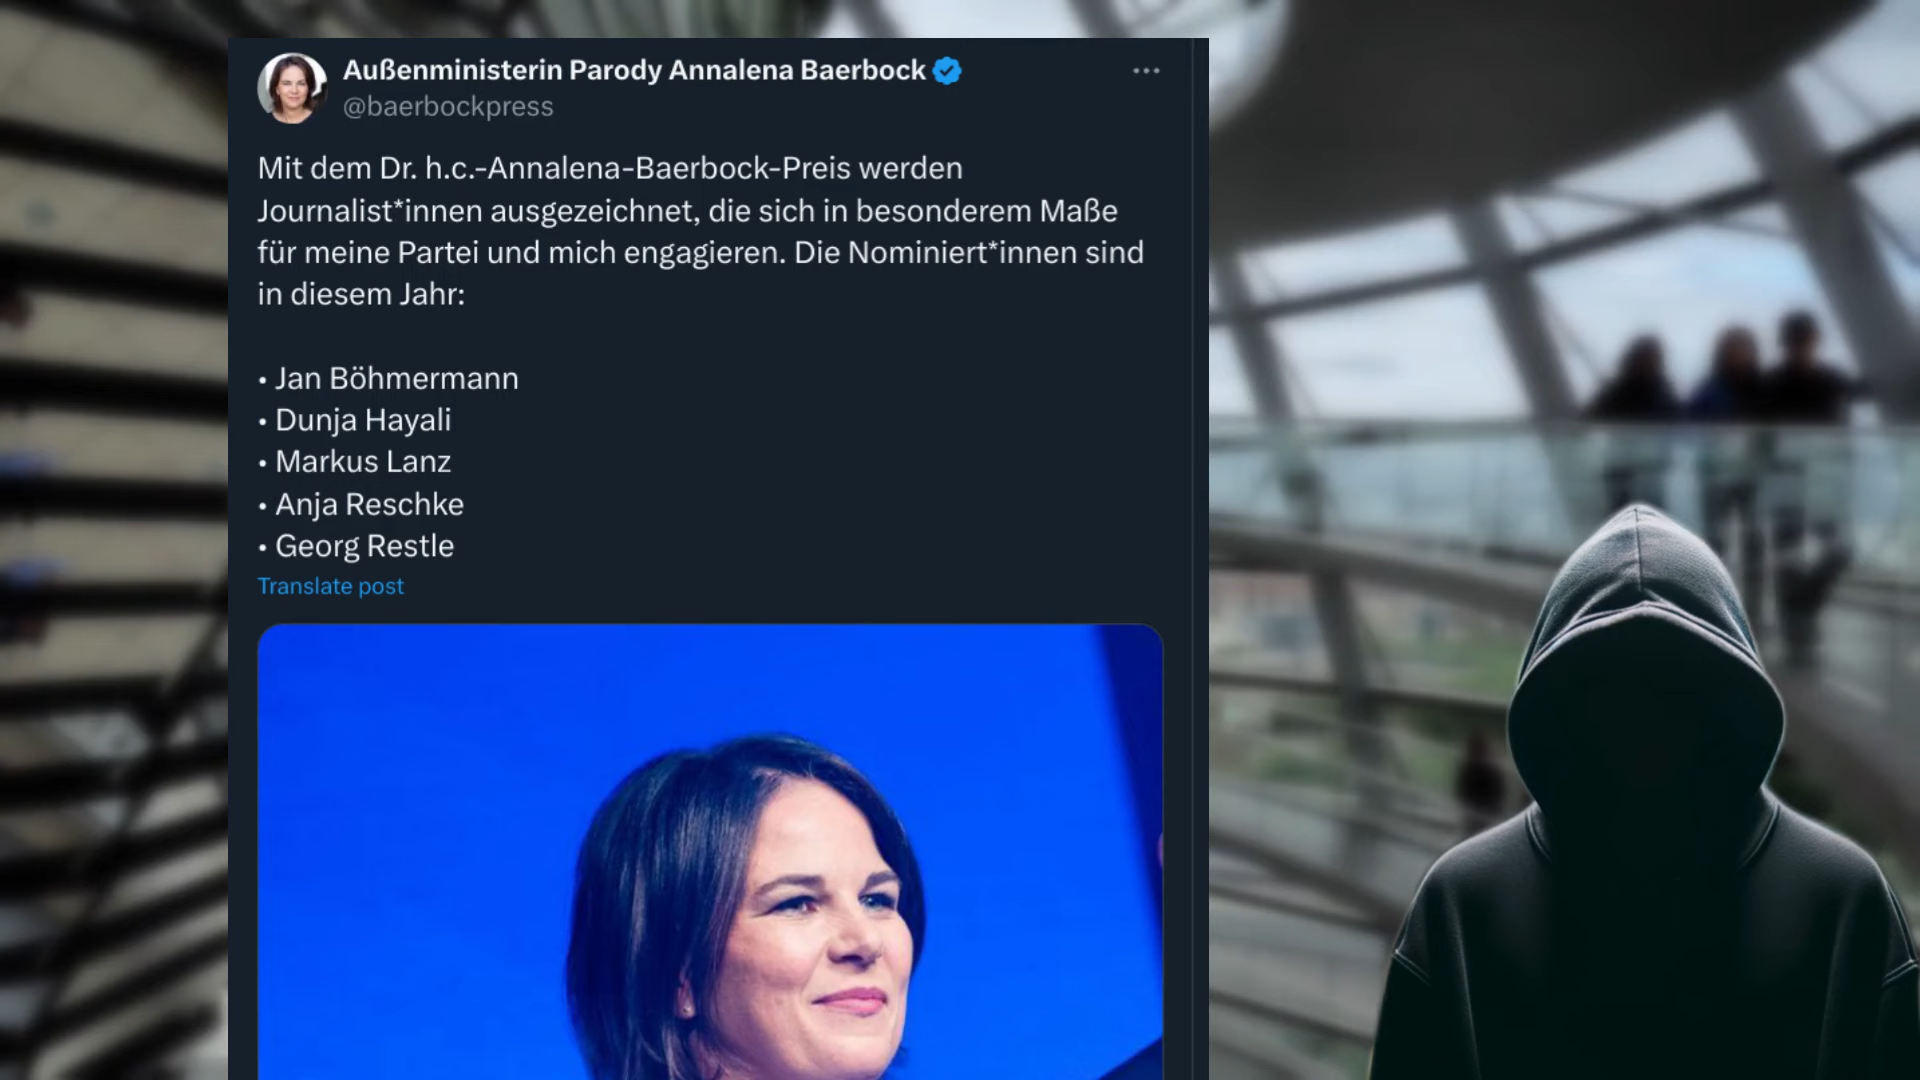 Außenministerin Parody Annalena Baerbock
@baerbockpress
Mit dem Dr. h.c.-Annalena-Baerbock-Preis werden
Journalist*innen ausgezeichnet, die sich in besonderem Maße
für meine Partei und mich engagieren. Die Nominiert*innen sind
in diesem Jahr:
• Jan Böhmermann
• Dunja Hayali
• Markus Lanz
• Anja Reschke
• Georg Restle
Translate post